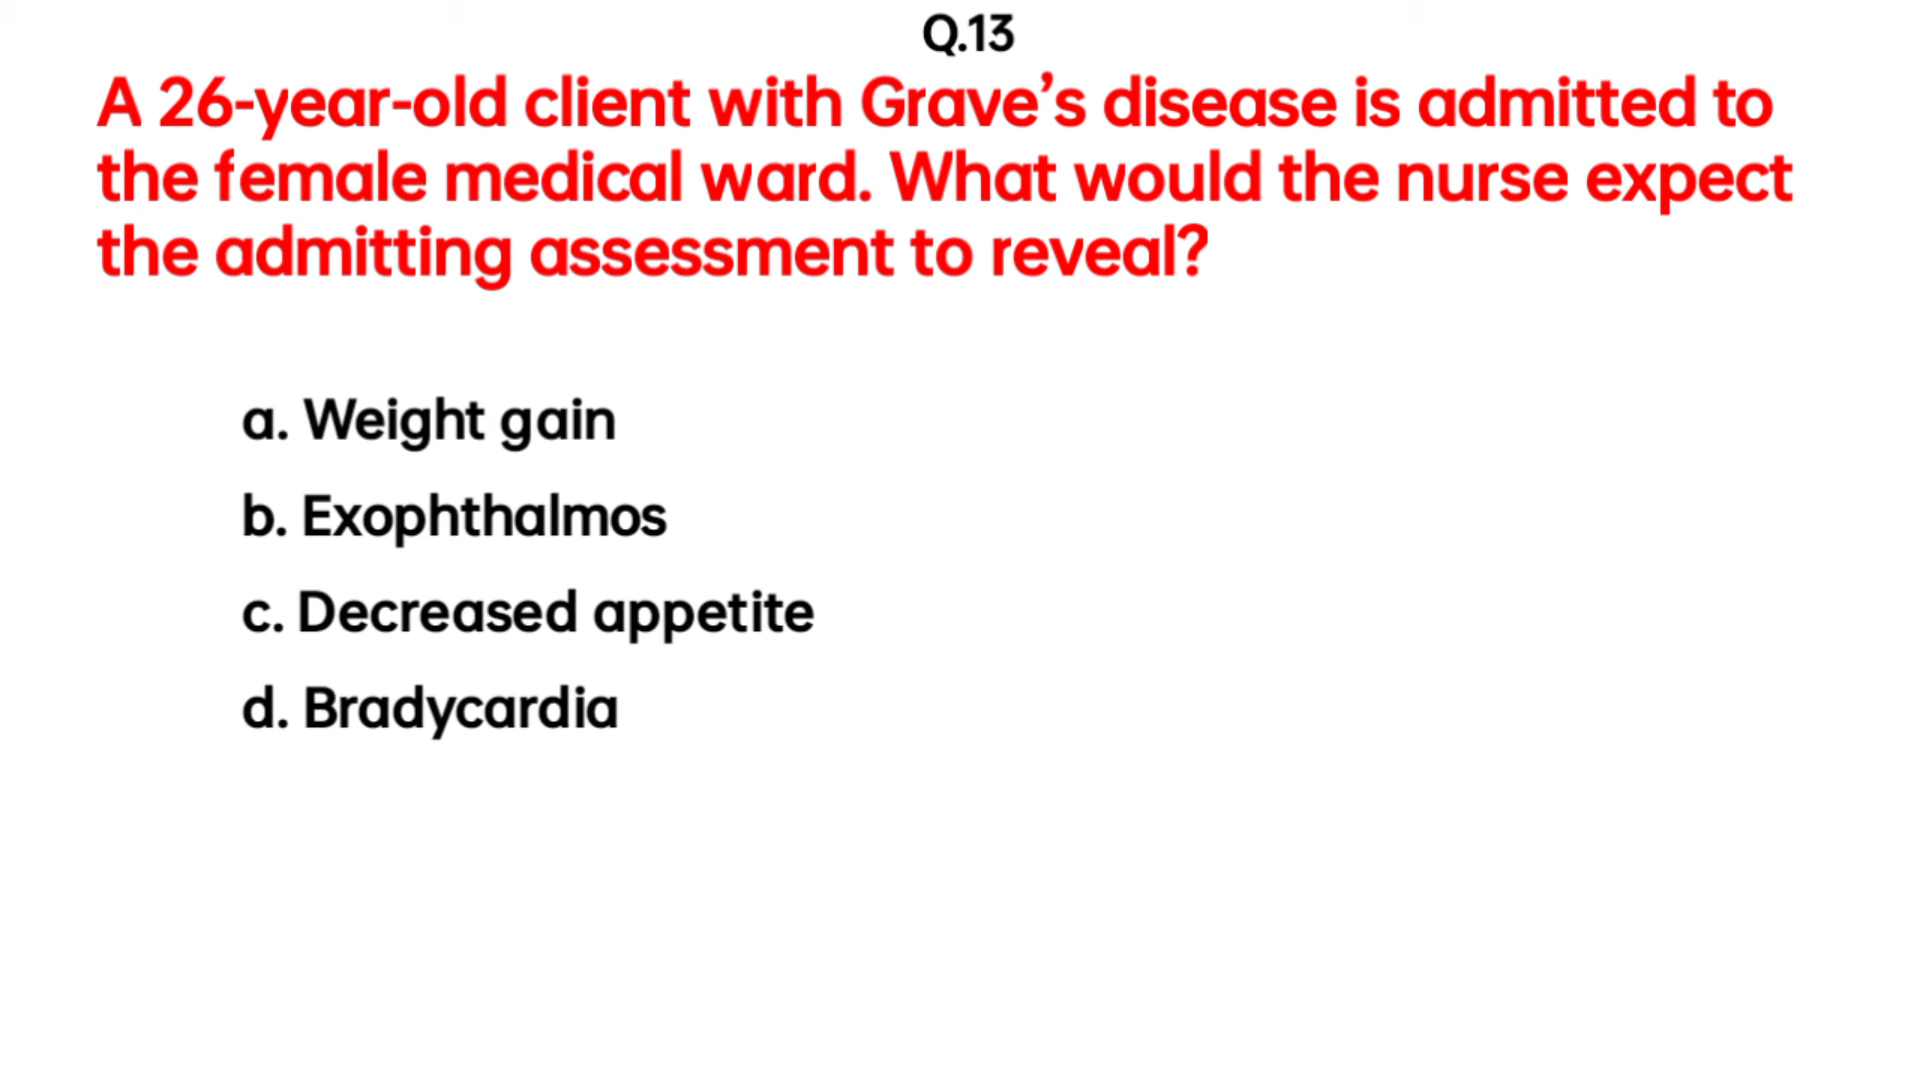 Q.13
A 26-year-old client with Grave’s disease is admitted to
the female medical ward. What would the nurse expect
the admitting assessment to reveal?
a. Weight gain
b. Exophthalmos
c. Decreased appetite
d. Bradycardia